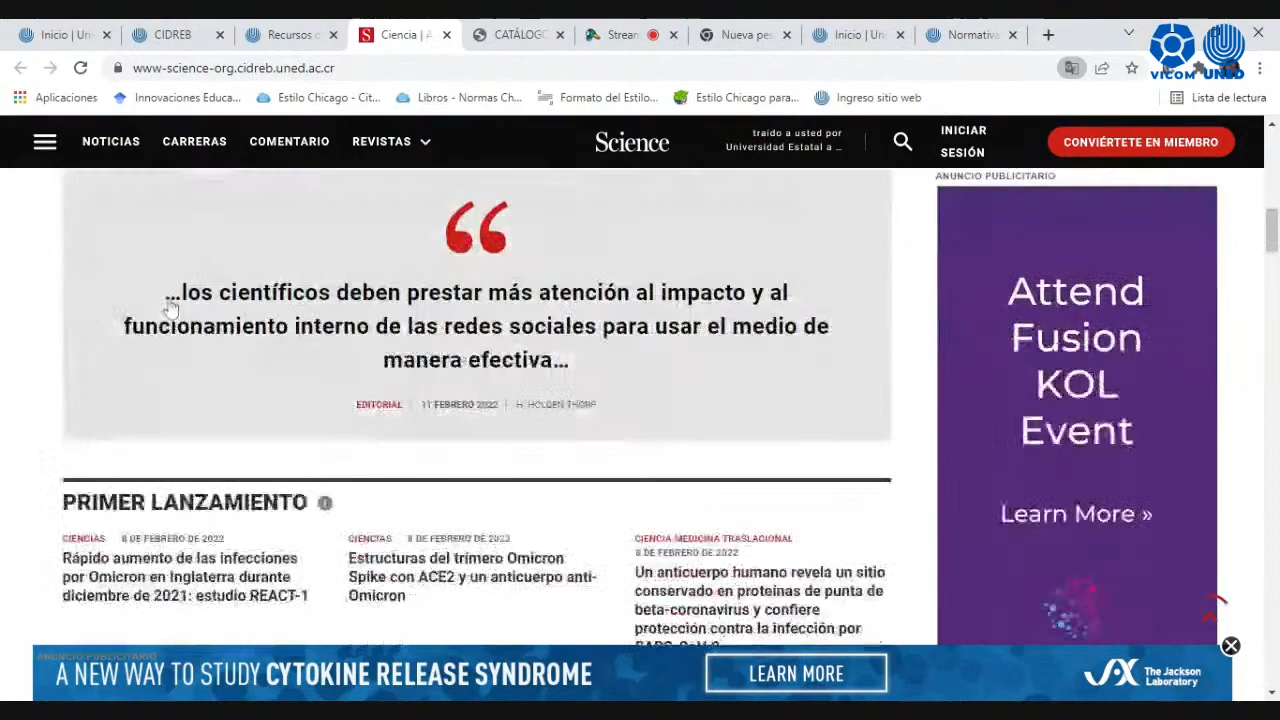 Inicio | Un
CIDREB
Recursos
Ciencia | A
CATÁLOGO
Stream
Nueva pes
Inicio | Un
Normativa
VICOM UNED
www-science-org.cidreb.uned.ac.cr
Aplicaciones
Innovaciones Educa...
Estilo Chicago - Cit...
Libros - Normas Ch...
Formato del Estilo...
Estilo Chicago para...
Ingreso sitio web
Lista de lectura
NOTICIAS
CARRERAS
COMENTARIO
REVISTAS
Science
traído a usted por
Universidad Estatal a ...
INICIAR
SESIÓN
CONVIÉRTETE EN MIEMBRO
“
...los científicos deben prestar más atención al impacto y al
funcionamiento interno de las redes sociales para usar el medio de
manera efectiva...
EDITORIAL | 11 FEBRERO 2022 | H. HOLDEN THORP
PRIMER LANZAMIENTO
CIENCIAS 8 DE FEBRERO DE 2022
Rápido aumento de las infecciones
por Omicron en Inglaterra durante
diciembre de 2021: estudio REACT-1
CIENCIAS 8 DE FEBRERO DE 2022
Estructuras del trímero Omicron
Spike con ACE2 y un anticuerpo anti-
Omicron
CIENCIA MEDICINA TRASLACIONAL
8 DE FEBRERO DE 2022
Un anticuerpo humano revela un sitio
conservado en proteínas de punta de
beta-coronavirus y confiere
protección contra la infección por
ANUNCIO PUBLICITARIO
Attend
Fusion
KOL
Event
Learn More »
ANUNCIO PUBLICITARIO
A NEW WAY TO STUDY CYTOKINE RELEASE SYNDROME
LEARN MORE
JAX The Jackson
Laboratory